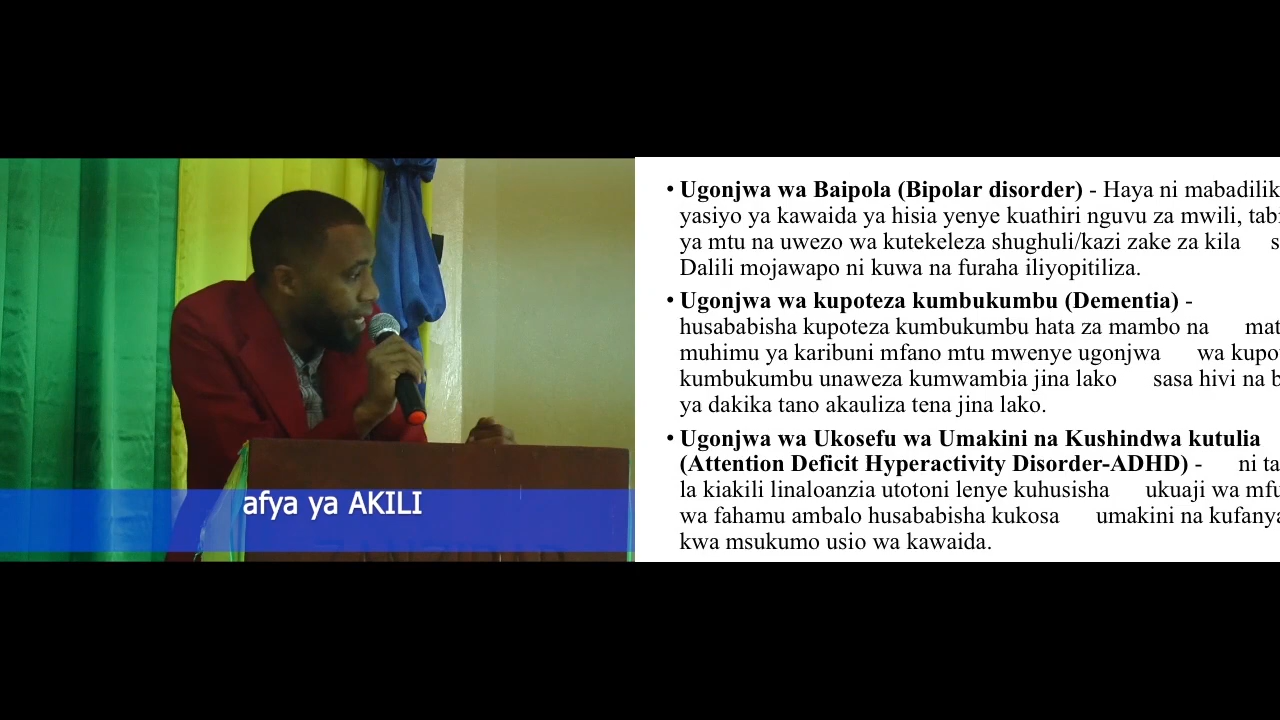 • Ugonjwa wa Baipola (Bipolar disorder) - Haya ni
yasiyo ya kawaida ya hisia yenye kuathiri nguvu za mwili,
ya mtu na uwezo wa kutekeleza shughuli/kazi zake za kila
Dalili mojawapo ni kuwa na furaha iliyopitiliza.
• Ugonjwa wa kupoteza kumbukumbu (Dementia) -
husababisha kupoteza kumbukumbu hata za mambo na
muhimu ya karibuni mfano mtu mwenye ugonjwa wa
kumbukumbu unaweza kumwambia jina lako sasa hivi na
ya dakika tano akauliza tena jina lako.
• Ugonjwa wa Ukosefu wa Umakini na Kushindwa kutulia
(Attention Deficit Hyperactivity Disorder-ADHD) - ni
la kiakili linaloanzia utotoni lenye kuhusisha ukuaji wa
wa fahamu ambalo husababisha kukosa umakini na
kwa msukumo usio wa kawaida.
afya ya AKILI